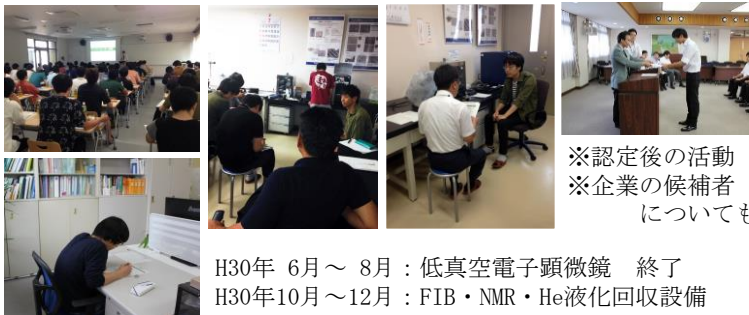 ※認定後の活動
※企業の候補者
についても
H30年 6月～ 8月：低真空電子顕微鏡　終了
H30年10月～12月：FIB・NMR・He液化回収設備